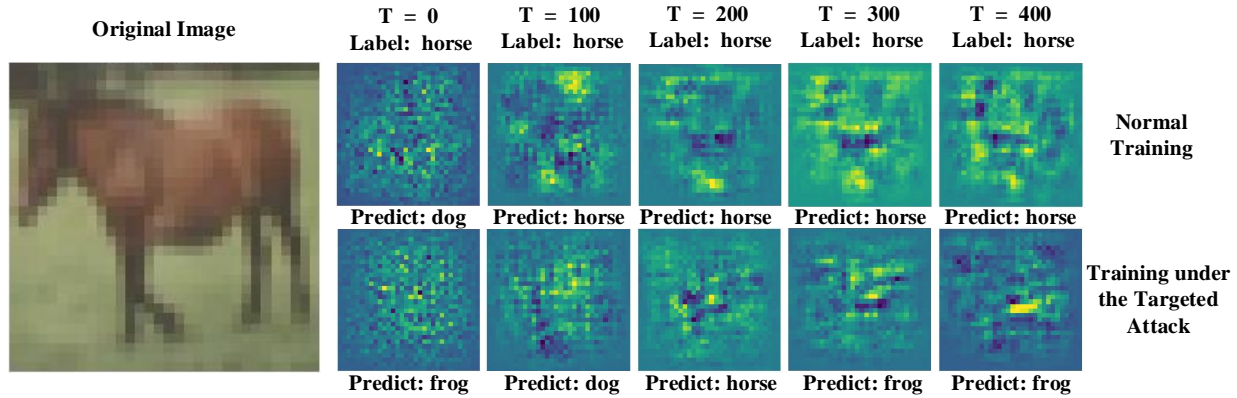 Original Image
T = 0
Label: horse
T = 100
Label: horse
T = 200
Label: horse
T = 300
Label: horse
T = 400
Label: horse
Normal
Training
Predict: dog
Predict: horse
Predict: horse
Predict: horse
Predict: horse
Training under
the Targeted
Attack
Predict: frog
Predict: dog
Predict: horse
Predict: frog
Predict: frog